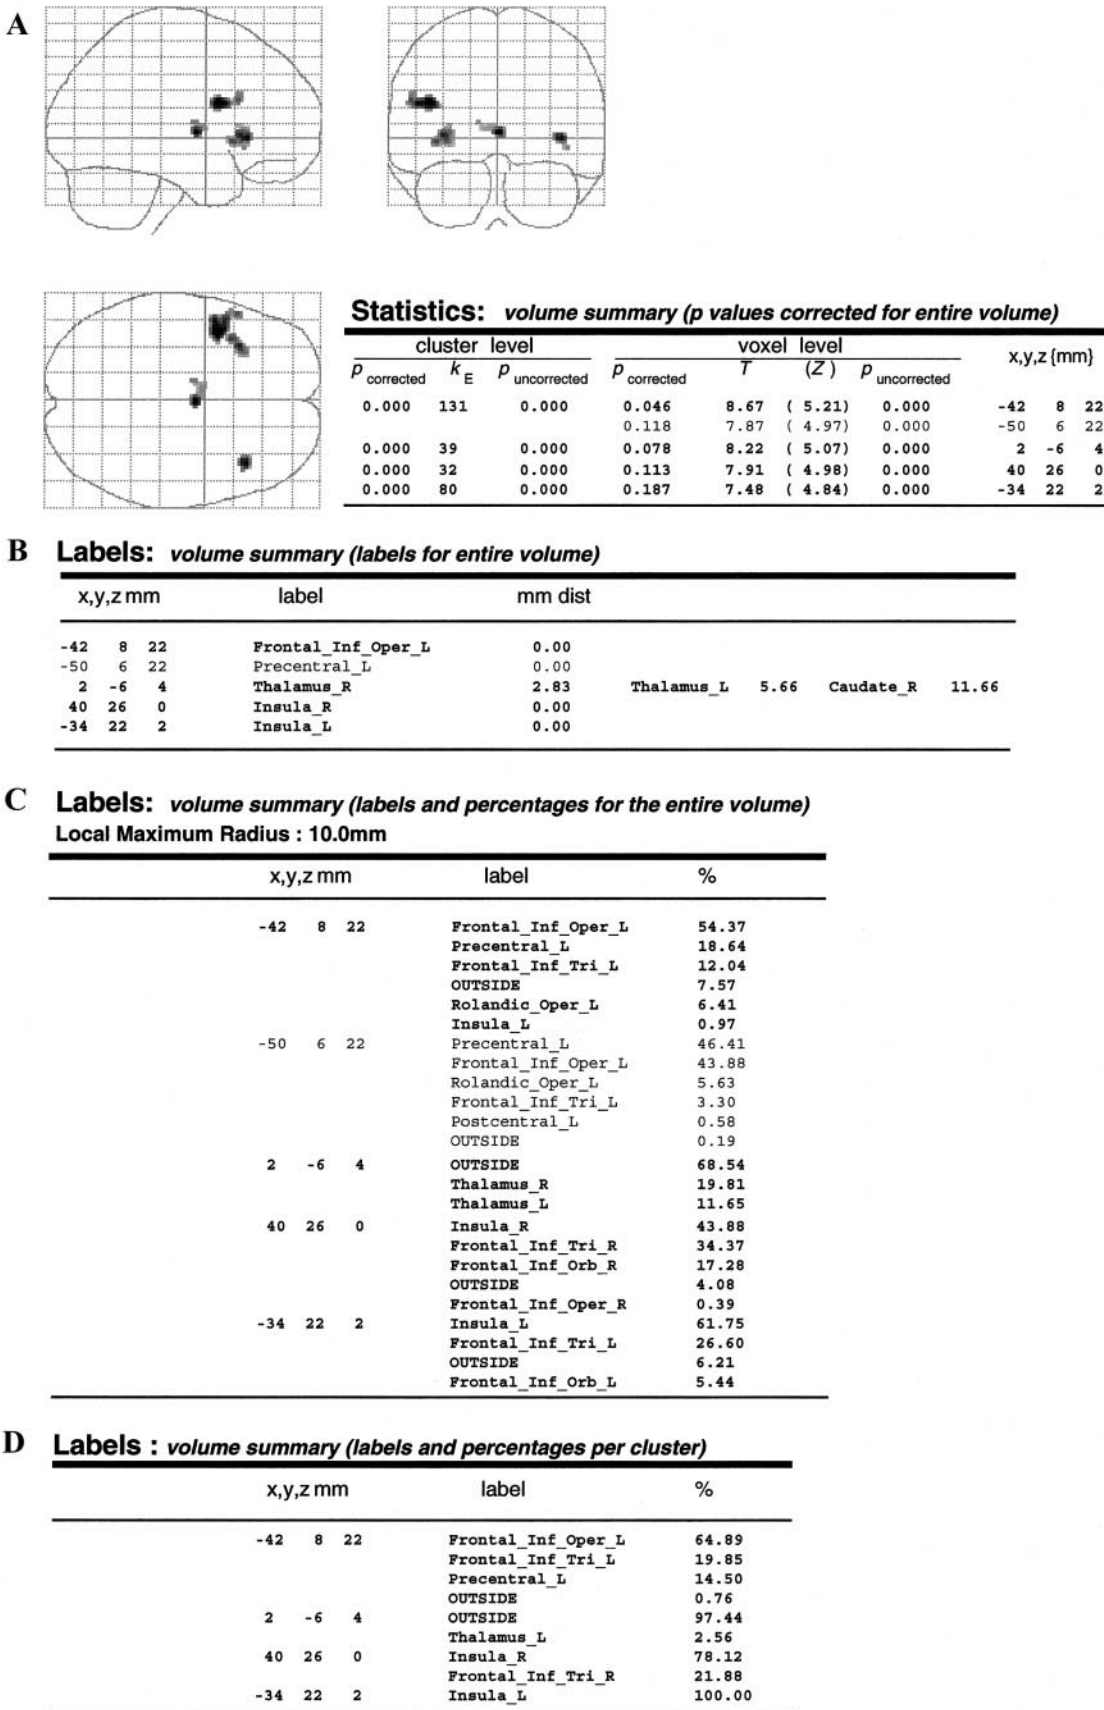 A
Statistics: volume summary (p values corrected for entire volume)
cluster level voxel level x,y,z {mm}
p corrected k E p uncorrected p corrected T (Z) p uncorrected
0.000 131 0.000 0.046 8.67 ( 5.21) 0.000 -42 8 22
0.118 7.87 ( 4.97) 0.000 -50 6 22
0.000 39 0.000 0.078 8.22 ( 5.07) 0.000 2 -6 4
0.000 32 0.000 0.113 7.91 ( 4.98) 0.000 40 26 0
0.000 80 0.000 0.187 7.48 ( 4.84) 0.000 -34 22 2
B Labels: volume summary (labels for entire volume)
x,y,z mm label mm dist
-42 8 22 Frontal_Inf_Oper_L 0.00
-50 6 22 Precentral_L 0.00
2 -6 4 Thalamus_R 2.83 Thalamus_L 5.66 Caudate_R 11.66
40 26 0 Insula_R 0.00
-34 22 2 Insula_L 0.00
C Labels: volume summary (labels and percentages for the entire volume)
Local Maximum Radius : 10.0mm
x,y,z mm label %
-42 8 22 Frontal_Inf_Oper_L 54.37
Precentral_L 18.64
Frontal_Inf_Tri_L 12.04
OUTSIDE 7.57
Rolandic_Oper_L 6.41
Insula_L 0.97
-50 6 22 Precentral_L 46.41
Frontal_Inf_Oper_L 43.88
Rolandic_Oper_L 5.63
Frontal_Inf_Tri_L 3.30
Postcentral_L 0.58
OUTSIDE 0.19
2 -6 4 OUTSIDE 68.54
Thalamus_R 19.81
Thalamus_L 11.65
40 26 0 Insula_R 43.88
Frontal_Inf_Tri_R 34.37
Frontal_Inf_Orb_R 17.28
OUTSIDE 4.08
Frontal_Inf_Oper_R 0.39
-34 22 2 Insula_L 61.75
Frontal_Inf_Tri_L 26.60
OUTSIDE 6.21
Frontal_Inf_Orb_L 5.44
D Labels : volume summary (labels and percentages per cluster)
x,y,z mm label %
-42 8 22 Frontal_Inf_Oper_L 64.89
Frontal_Inf_Tri_L 19.85
Precentral_L 14.50
OUTSIDE 0.76
2 -6 4 OUTSIDE 97.44
Thalamus_L 2.56
40 26 0 Insula_R 78.12
Frontal_Inf_Tri_R 21.88
-34 22 2 Insula_L 100.00